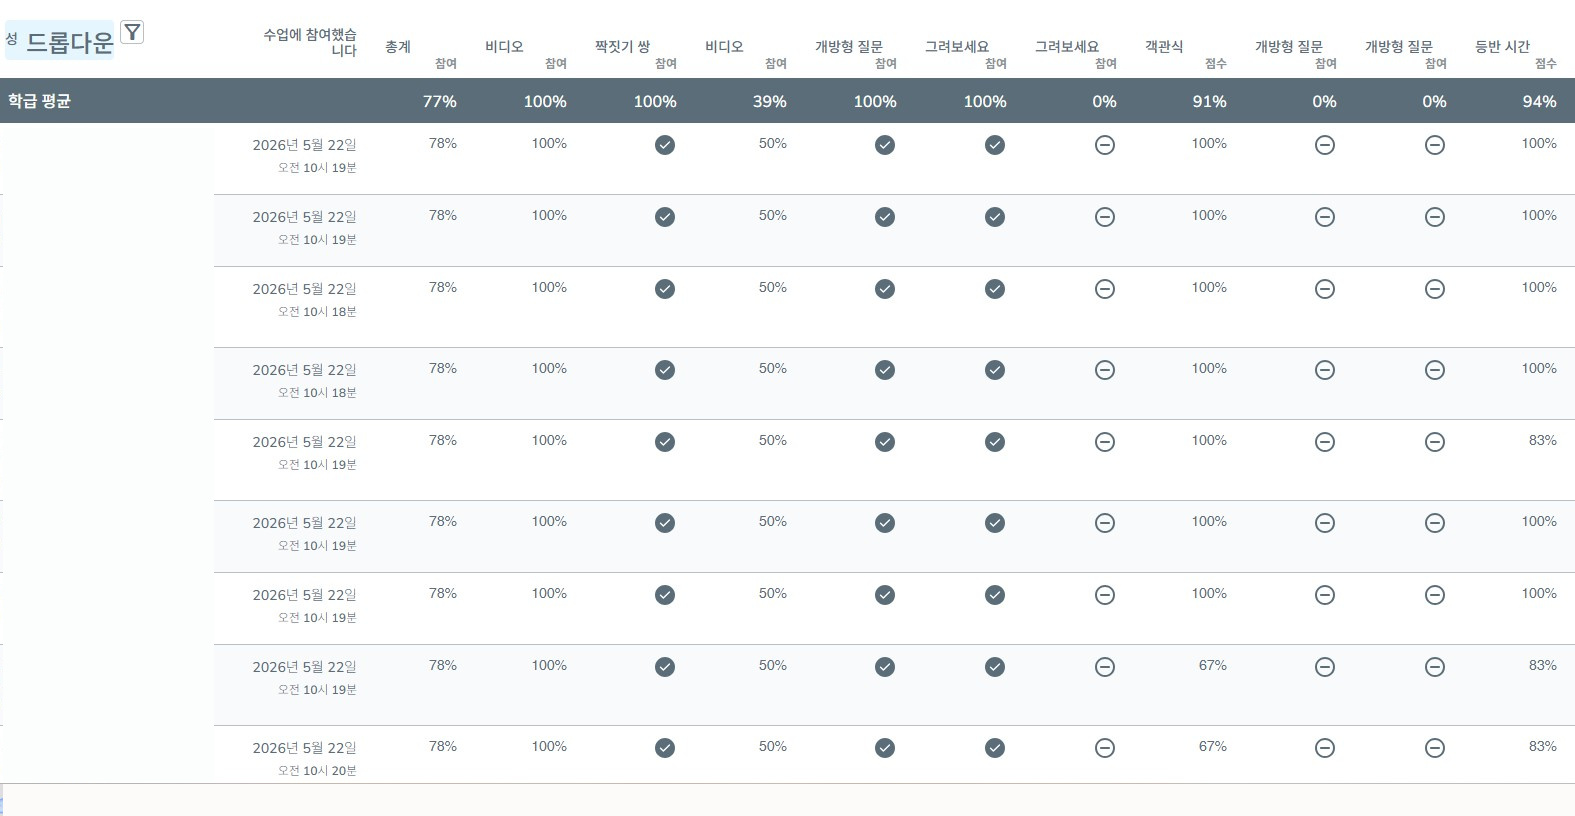 성 드롭다운
수업에 참여했습
니다
총계 비디오 짝짓기 쌍 비디오 개방형 질문 그려보세요 그려보세요 객관식 개방형 질문 개방형 질문 등반 시간
참여 참여 참여 참여 참여 참여 참여 점수 참여 참여 점수
학급 평균 77% 100% 100% 39% 100% 100% 0% 91% 0% 0% 94%
2026년 5월 22일 78% 100% 50% 100% 100%
오전 10시 19분
2026년 5월 22일 78% 100% 50% 100% 100%
오전 10시 19분
2026년 5월 22일 78% 100% 50% 100% 100%
오전 10시 18분
2026년 5월 22일 78% 100% 50% 100% 100%
오전 10시 18분
2026년 5월 22일 78% 100% 50% 100% 83%
오전 10시 19분
2026년 5월 22일 78% 100% 50% 100% 100%
오전 10시 19분
2026년 5월 22일 78% 100% 50% 100% 100%
오전 10시 19분
2026년 5월 22일 78% 100% 50% 67% 83%
오전 10시 19분
2026년 5월 22일 78% 100% 50% 67% 83%
오전 10시 20분